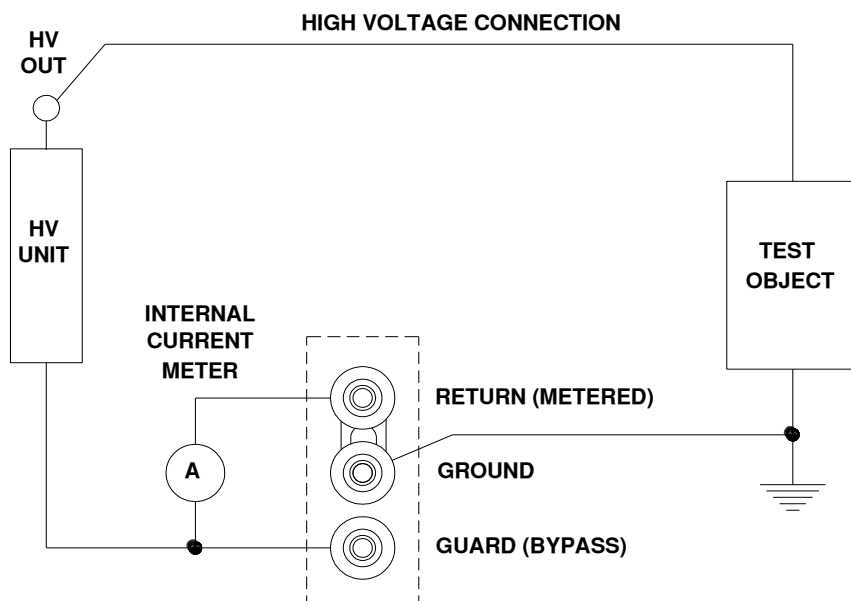 HIGH VOLTAGE CONNECTION
HV
OUT
HV
UNIT
TEST
OBJECT
INTERNAL
CURRENT
METER
RETURN (METERED)
A
GROUND
GUARD (BYPASS)